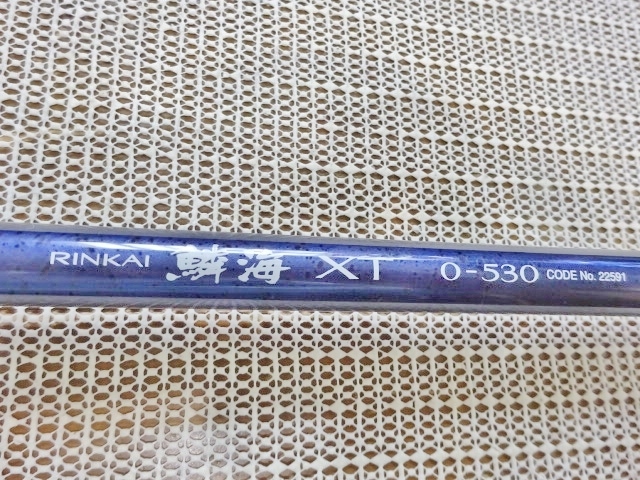 RINKAI 鱗海 XT 0-530 CODE No. 22591